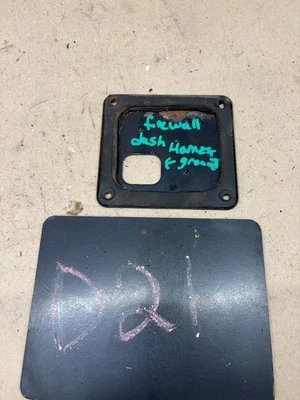 firewall
dash Harness
& ground
D21